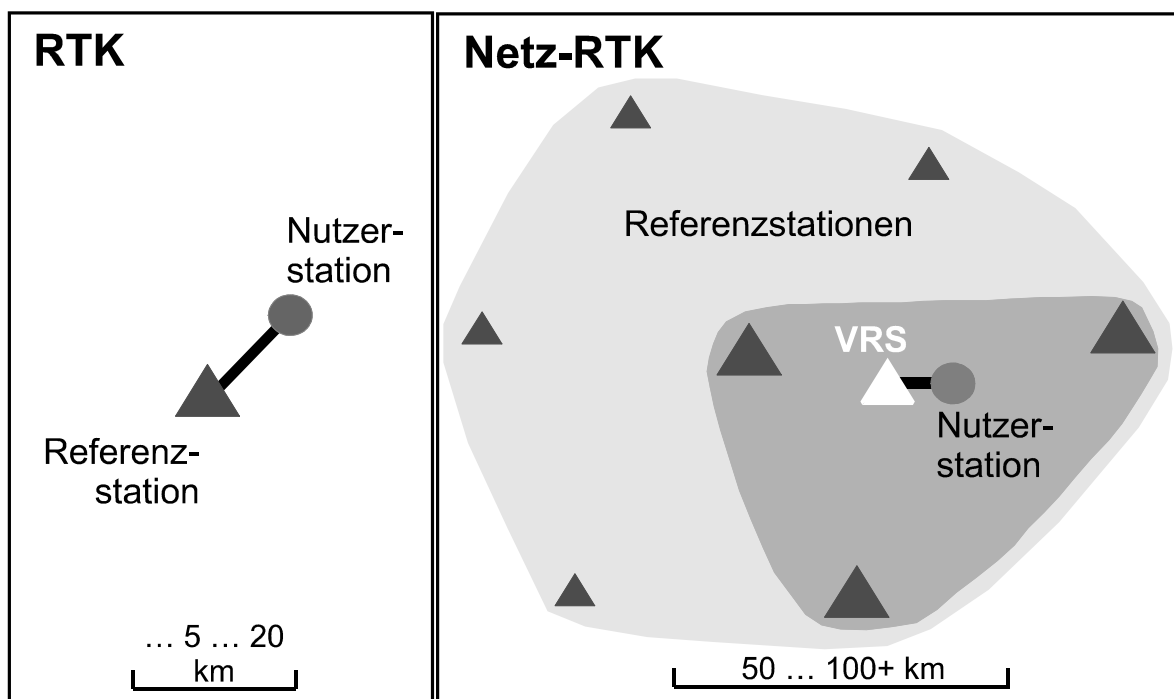 RTK
Nutzer-
station
Referenz-
station
… 5 … 20
km
Netz-RTK
Referenzstationen
VRS
Nutzer-
station
50 … 100+ km